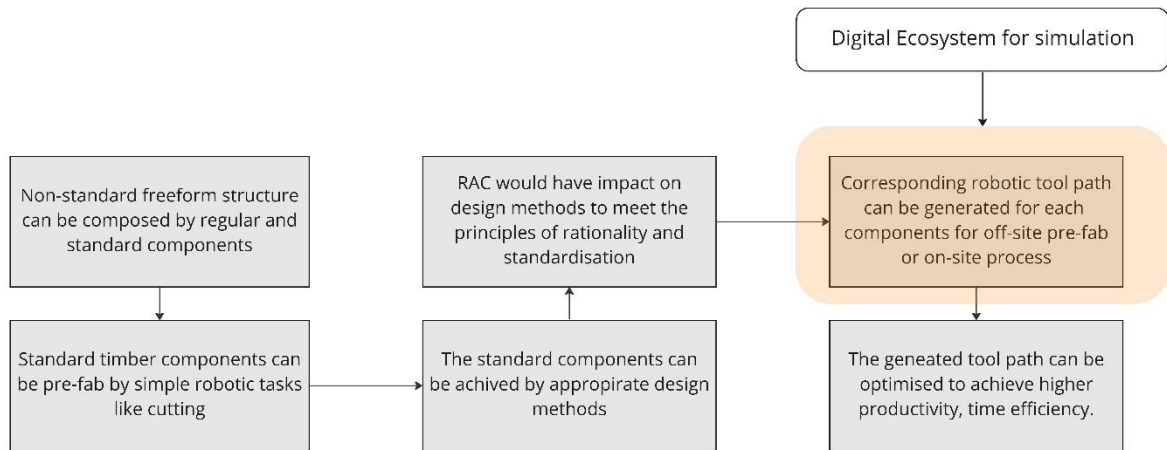 Digital Ecosystem for simulation
Non-standard freeform structure
can be composed by regular and
standard components
Standard timber components can
be pre-fab by simple robotic tasks
like cutting
The standard components can
be achived by appropirate design
methods
RAC would have impact on
design methods to meet the
principles of rationality and
standardisation
Corresponding robotic tool path
can be generated for each
components for off-site pre-fab
or on-site process
The geneated tool path can be
optimised to achieve higher
productivity, time efficiency.